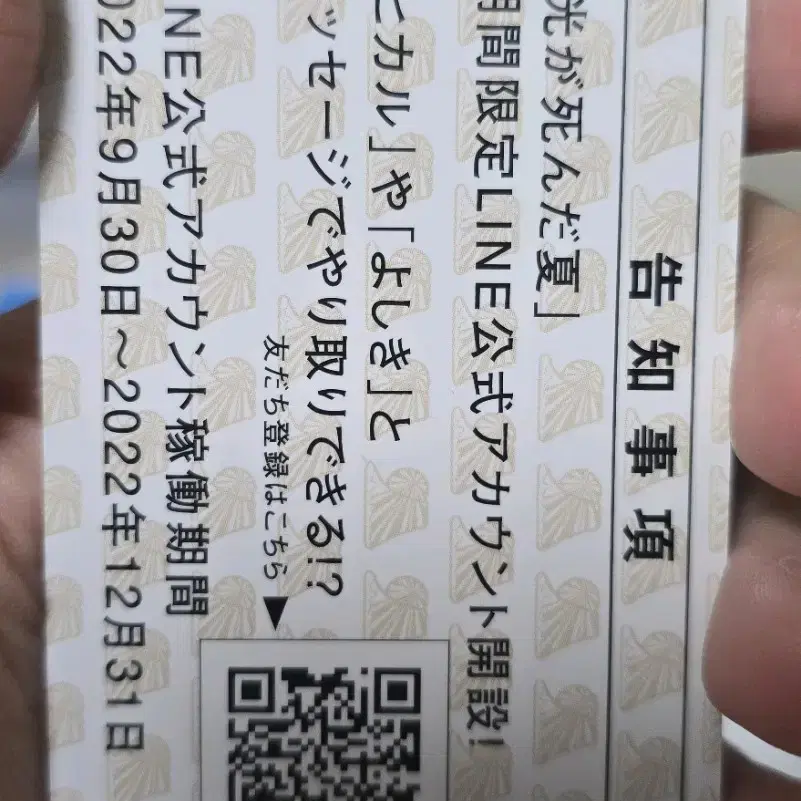 告知事項
光が死んだ夏」
期間限定LINE公式アカウント開設!
ヒカル」や「よしき」と
ッセージでやり取りできる!?
友だち登録はこちら▶
INE公式アカウント稼働期間
2022年9月30日〜2022年12月31日